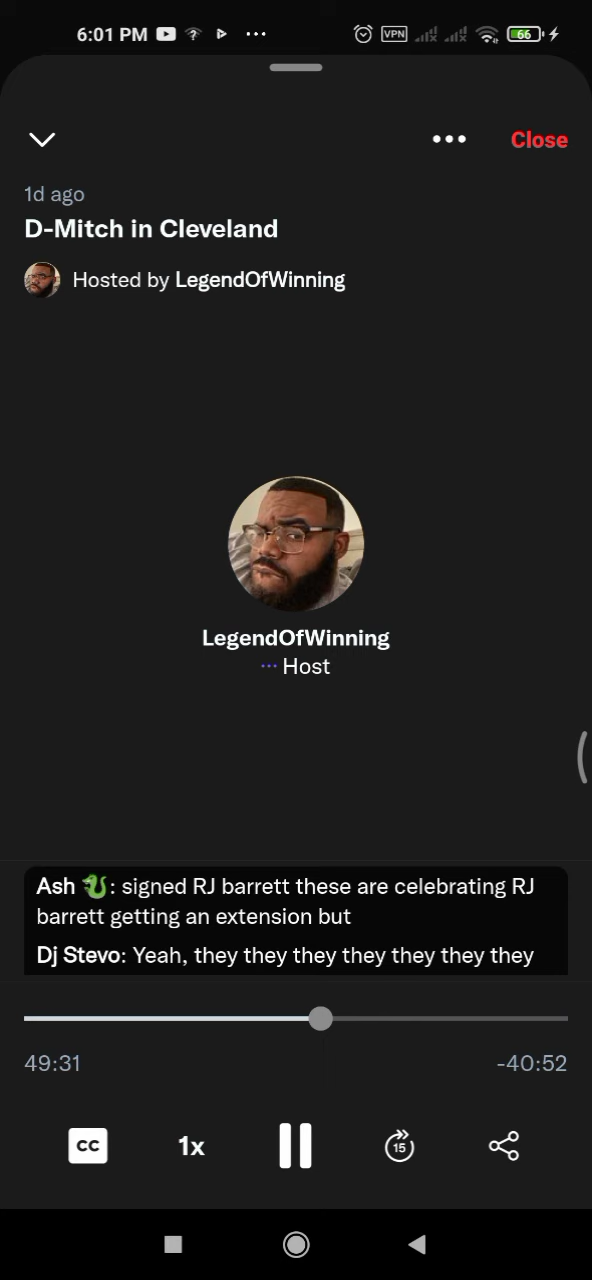 6:01 PM
VPN
66
Close
1d ago
D-Mitch in Cleveland
Hosted by LegendOfWinning
LegendOfWinning
Host
Ash 🐉: signed RJ barrett these are celebrating RJ
barrett getting an extension but
Dj Stevo: Yeah, they they they they they they they
49:31
-40:52
CC
1x
15